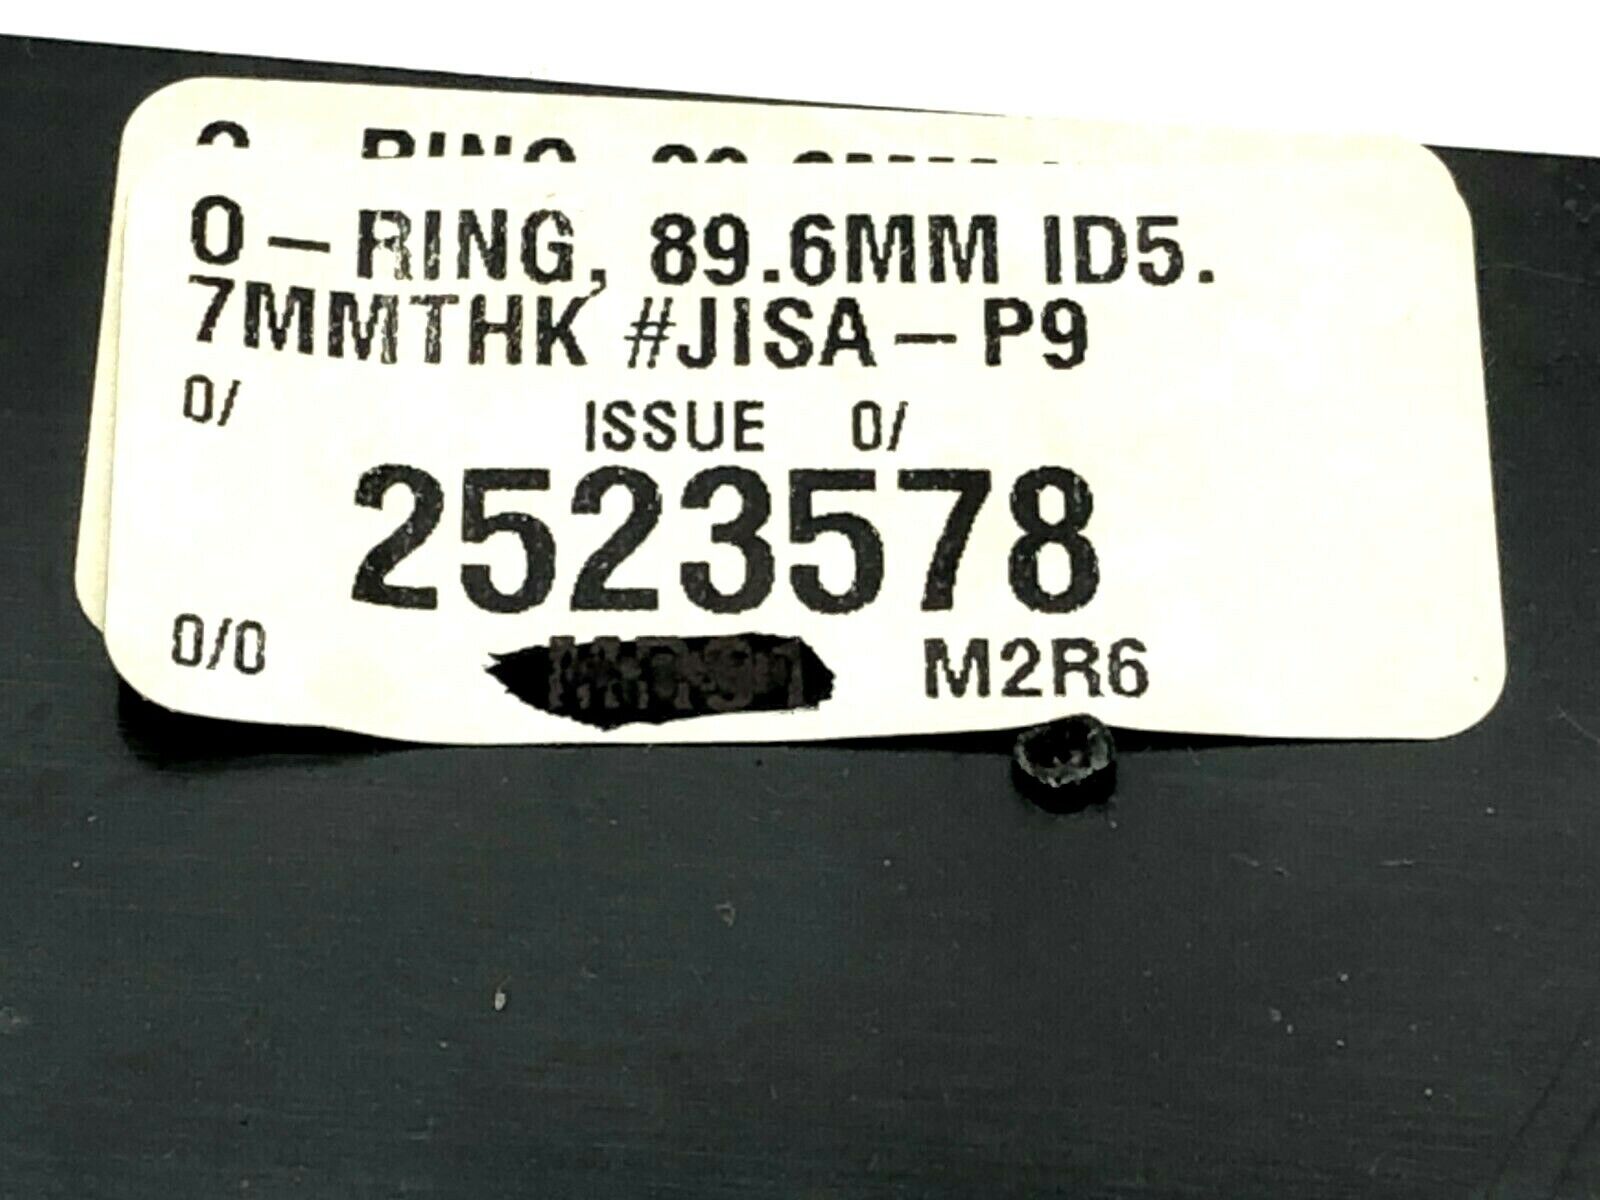 O-RING, 89.6MM ID5.
7MMTHK #JISA-P9
0/ ISSUE 0/
2523578
0/0 M2R6